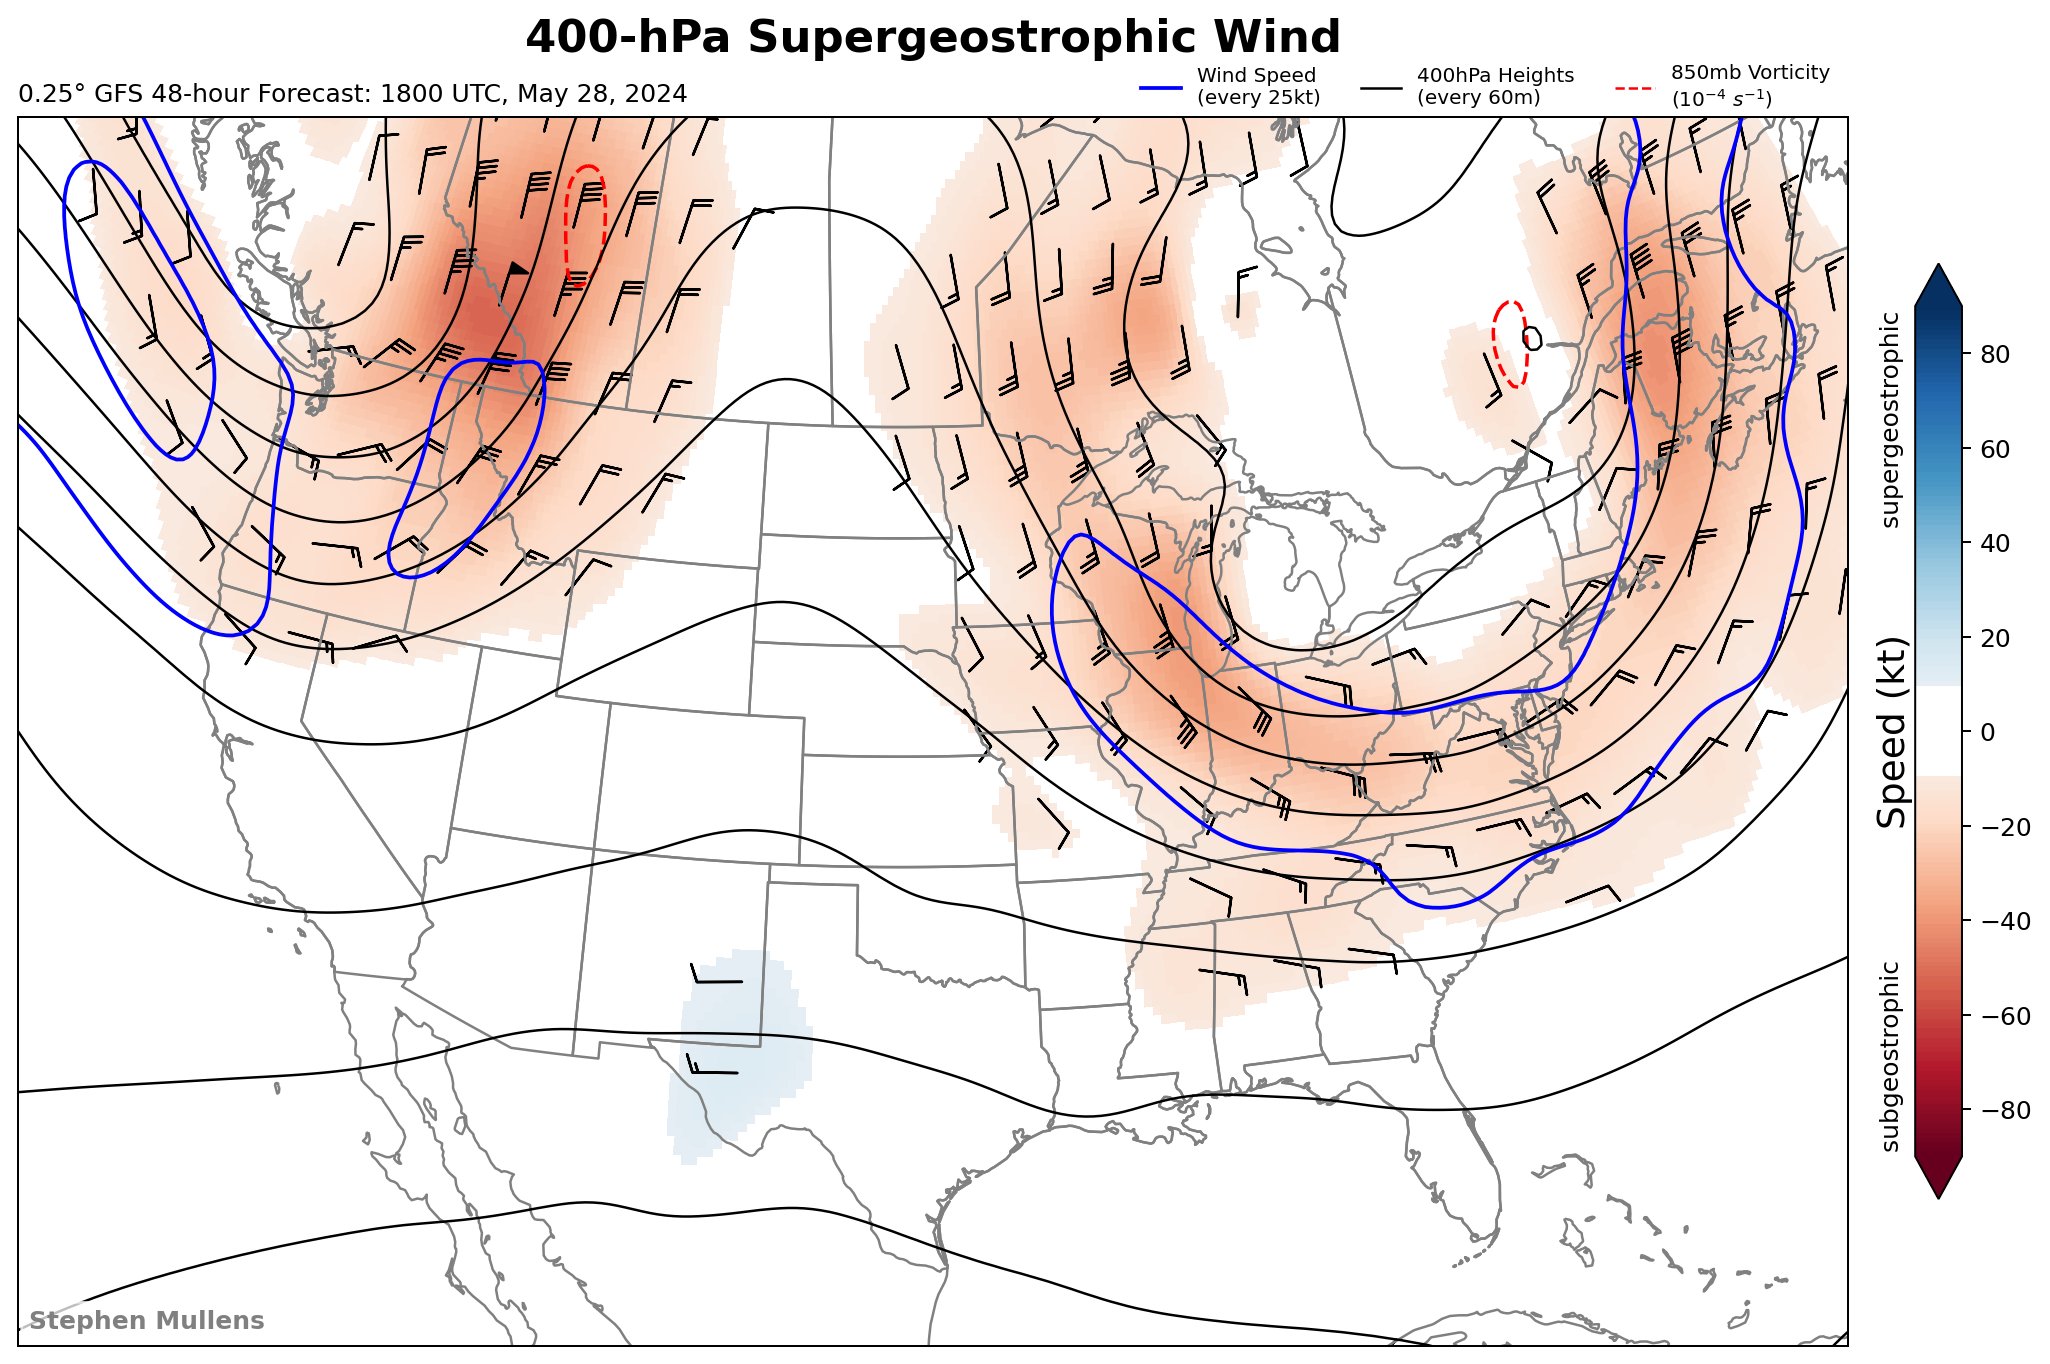 400-hPa Supergeostrophic Wind
0.25° GFS 48-hour Forecast: 1800 UTC, May 28, 2024
Wind Speed
(every 25kt)
400hPa Heights
(every 60m)
850mb Vorticity
(10⁻⁴ s⁻¹)
supergeostrophic
Speed (kt)
subgeostrophic
80
60
40
20
0
−20
−40
−60
−80
Stephen Mullens